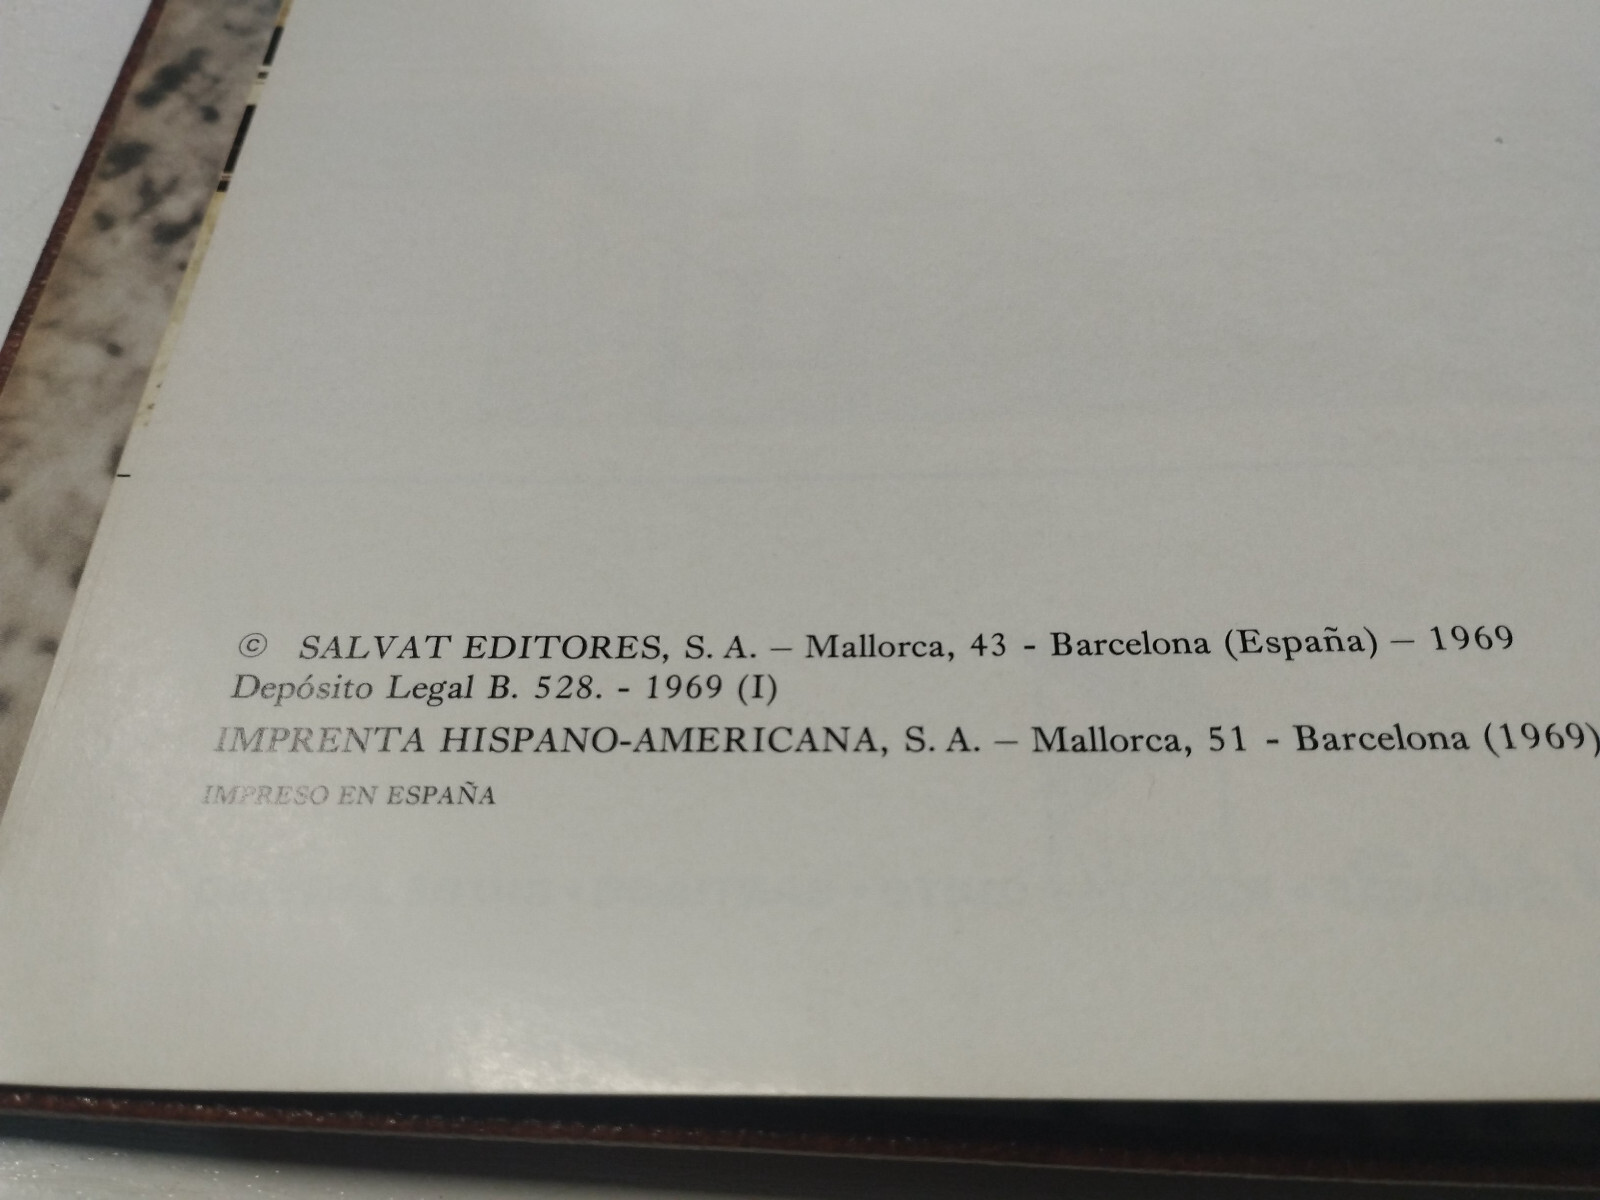 © SALVAT EDITORES, S. A. – Mallorca, 43 - Barcelona (España) – 1969
Depósito Legal B. 528. - 1969 (I)
IMPRENTA HISPANO-AMERICANA, S. A. – Mallorca, 51 - Barcelona (1969)
IMPRESO EN ESPAÑA